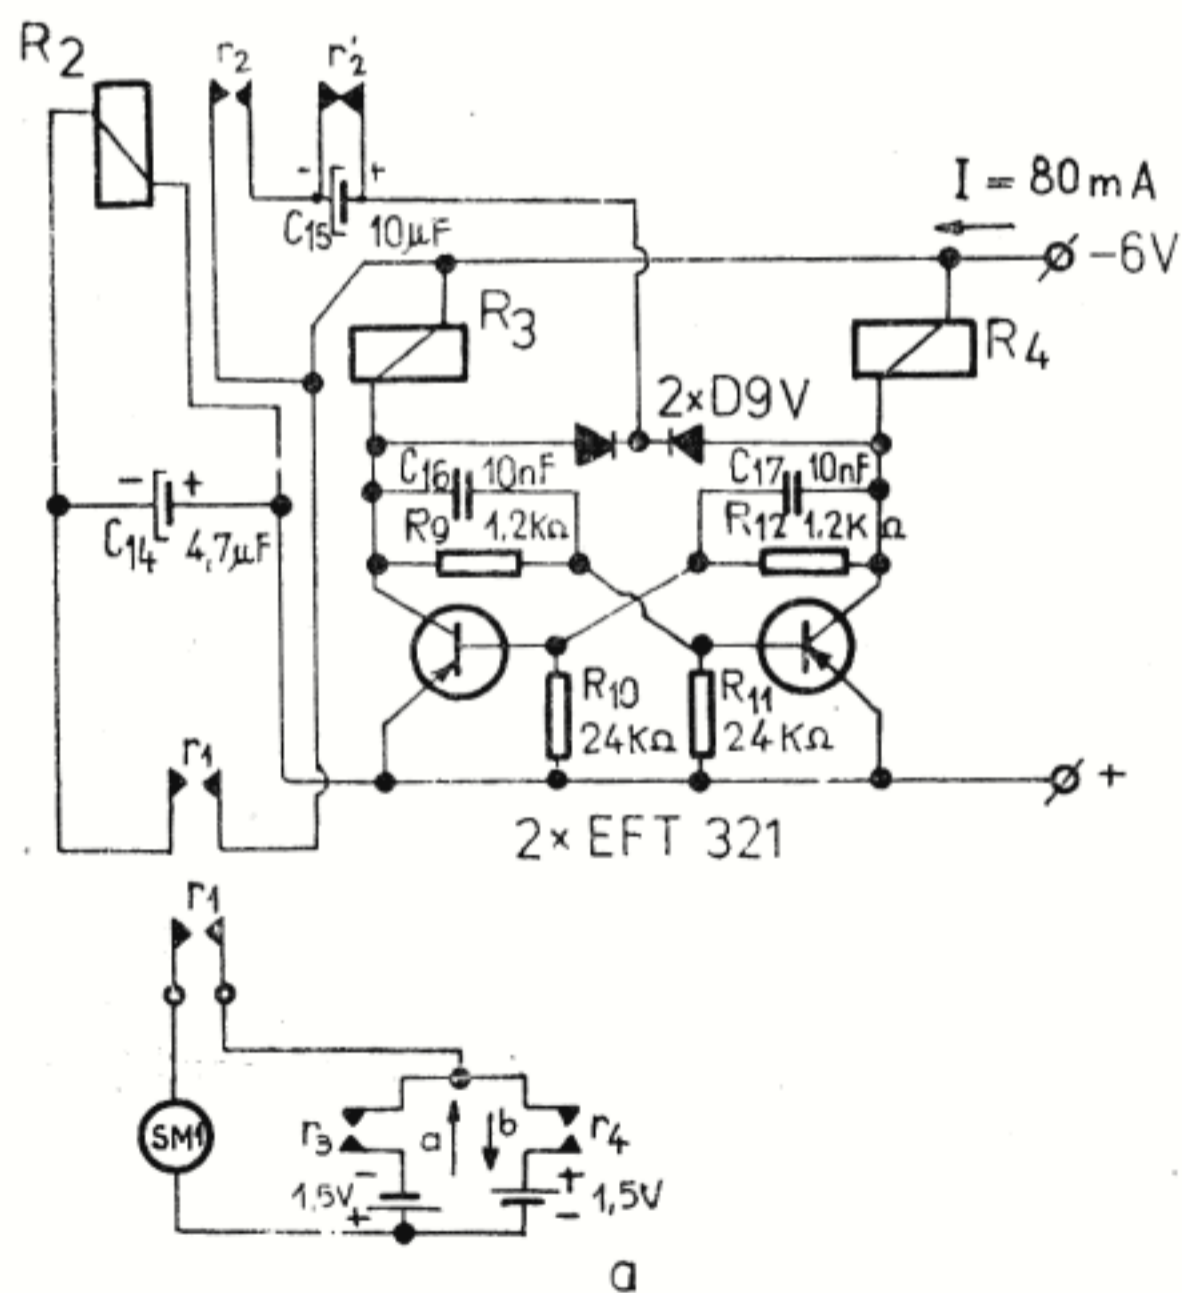 R2
r2
r'2
- +
C15 10µF
I = 80mA
-6V
R3
R4
2×D9V
C16 10nF
C17 10nF
R9 1,2KΩ
R12 1,2KΩ
- +
C14 4,7µF
R10
24KΩ
R11
24KΩ
r1
+
2× EFT 321
r1
SM1
r3
a
b
r4
-
1,5V
+
+
1,5V
-
a